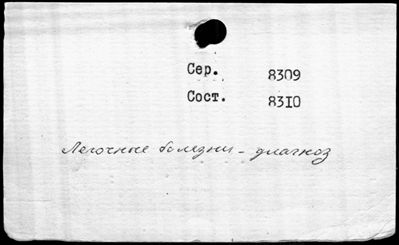 Сер. 8309
Сост. 8310
Легочные болезни - диагноз